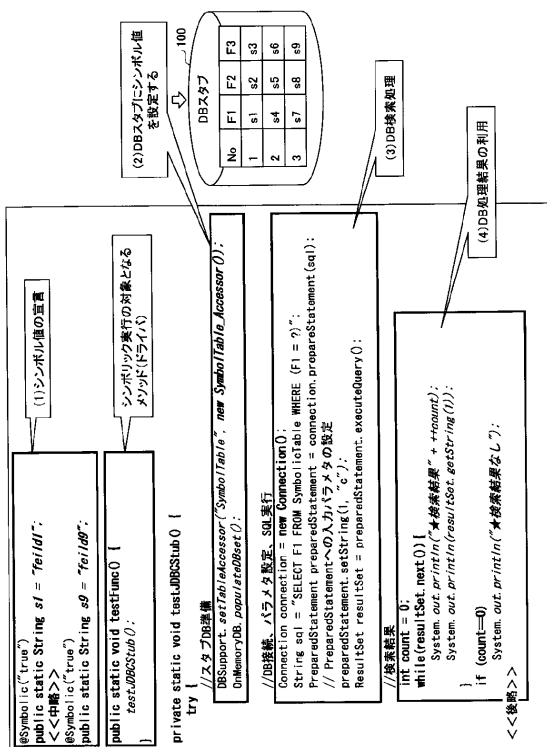 @Symbolic("true")
public static String s1 = "feild1";
<<中略>>
@Symbolic("true")
public static String s9 = "feild9";
(1)シンボル値の宣言
public static void testFunc() {
testJDBCStub();
}
シンボリック実行の対象となる
メソッド(ドライバ)
private static void testJDBCStub() {
try {
//スタブDB準備
DBSupport.setTableAccessor("SymbolTable", new SymbolTable_Accessor());
OnMemoryDB.populateDBset();
(2)DBスタブにシンボル値
を設定する
100
DBスタブ
No F1 F2 F3
1 s1 s2 s3
2 s4 s5 s6
3 s7 s8 s9
//DB接続、パラメタ設定、SQL実行
Connection connection = new Connection();
String sql = "SELECT F1 FROM SymbolicTable WHERE (F1 = ?)";
PreparedStatement preparedStatement = connection.prepareStatement(sql);
// PreparedStatementへの入力パラメタの設定
preparedStatement.setString(1, "c");
ResultSet resultSet = preparedStatement.executeQuery();
(3)DB検索処理
//検索結果
int count = 0;
while(resultSet.next()) {
System.out.println("★検索結果" + ++count);
System.out.println(resultSet.getString(1));
}
if (count==0)
System.out.println("★検索結果なし");
(4)DB処理結果の利用
<<後略>>